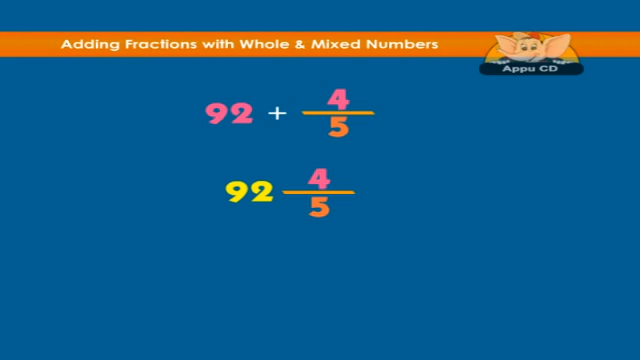 Adding Fractions with Whole & Mixed Numbers
Appu CD
92 + 4/5
92 4/5